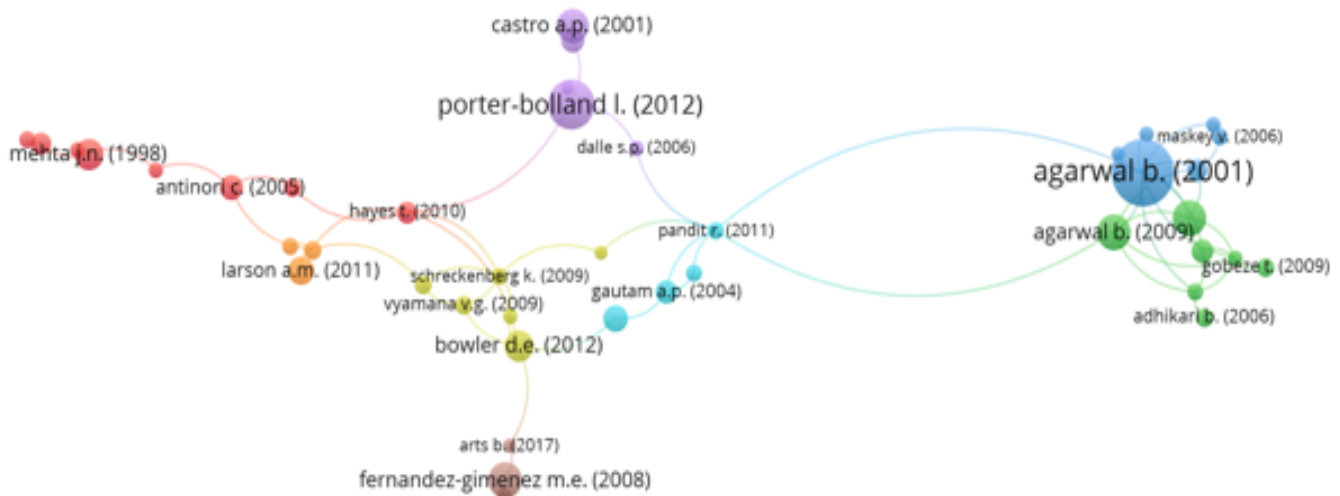 castro a.p. (2001)
porter-bolland l. (2012)
maskey v. (2006)
dalle s.p. (2006)
mehta j.n. (1998)
agarwal b. (2001)
antinori c. (2005)
hayes t. (2010)
pandit r. (2011)
agarwal b. (2009)
larson a.m. (2011)
gobeze t. (2009)
schreckenberg k. (2009)
gautam a.p. (2004)
vyamana v.g. (2009)
adhikari b. (2006)
bowler d.e. (2012)
arts b. (2017)
fernandez-gimenez m.e. (2008)